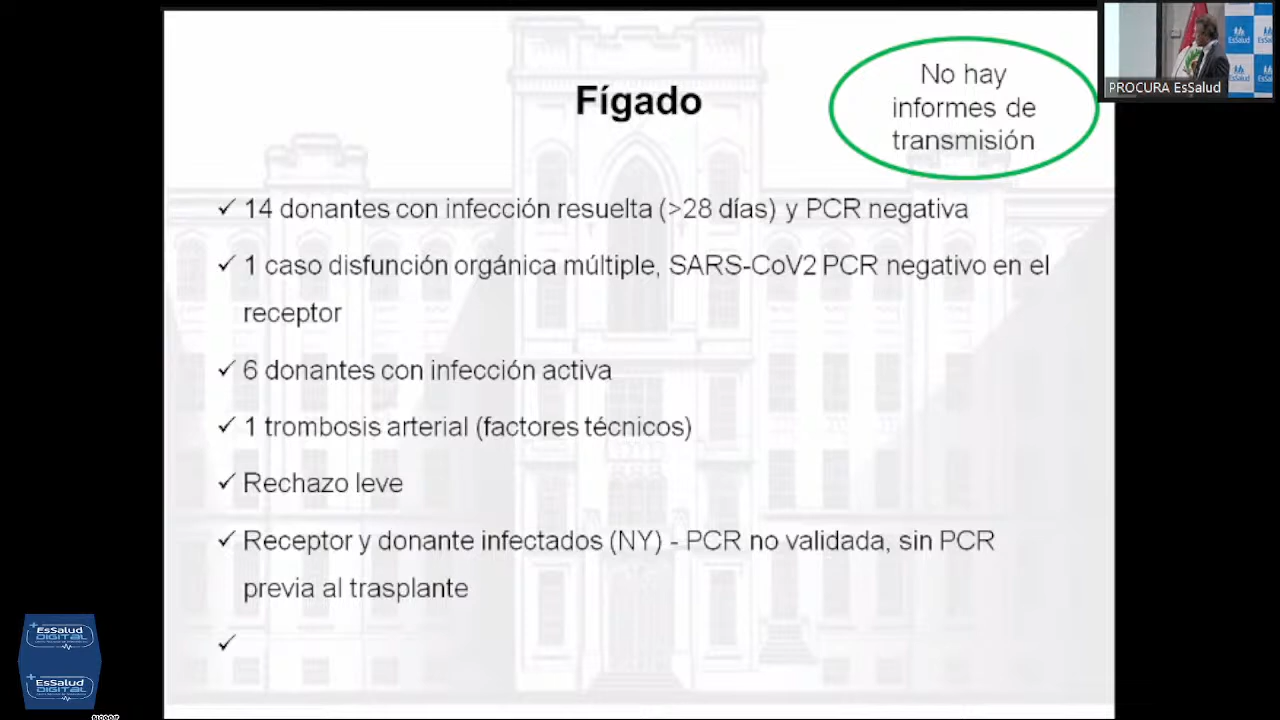 Fígado
No hay
informes de
transmisión
PROCURA EsSalud
EsSalud
14 donantes con infección resuelta (>28 días) y PCR negativa
1 caso disfunción orgánica múltiple, SARS-CoV2 PCR negativo en el
receptor
6 donantes con infección activa
1 trombosis arterial (factores técnicos)
Rechazo leve
Receptor y donante infectados (NY) - PCR no validada, sin PCR
previa al trasplante
EsSalud
DIGITAL
EsSalud
DIGITAL